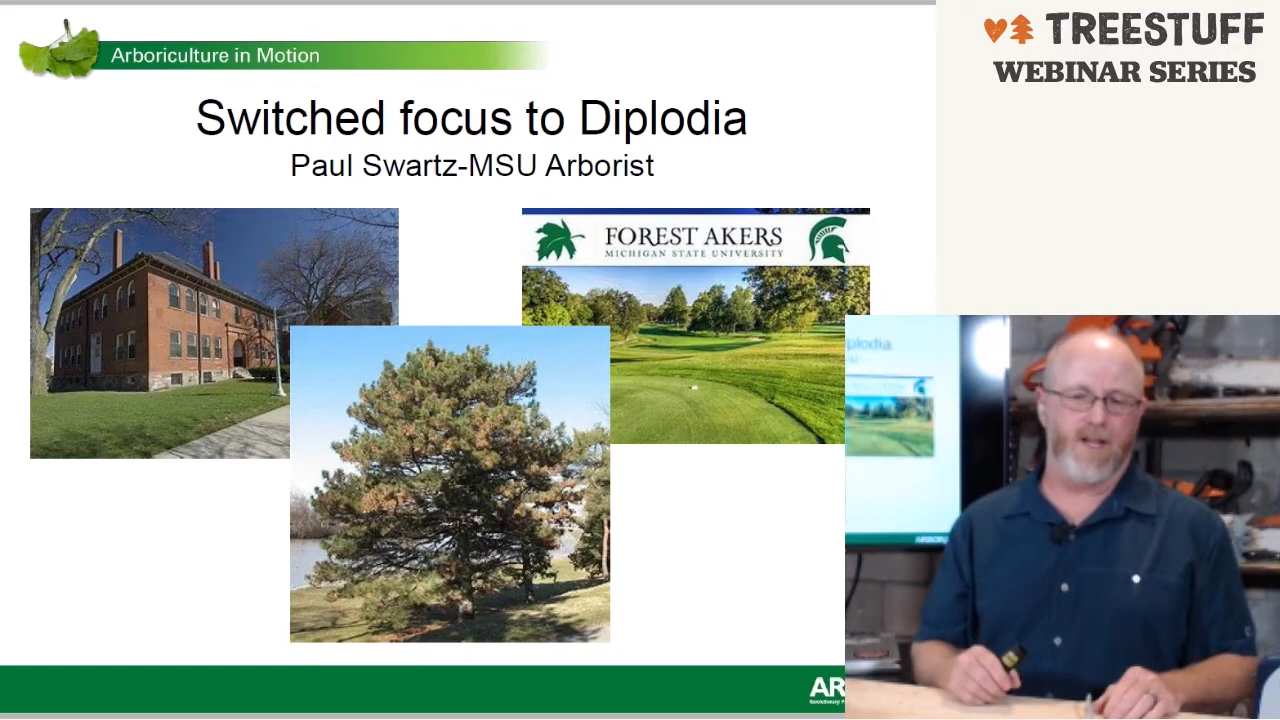 Arboriculture in Motion
TREESTUFF
WEBINAR SERIES
Switched focus to Diplodia
Paul Swartz-MSU Arborist
FOREST AKERS
MICHIGAN STATE UNIVERSITY
plodia
AR